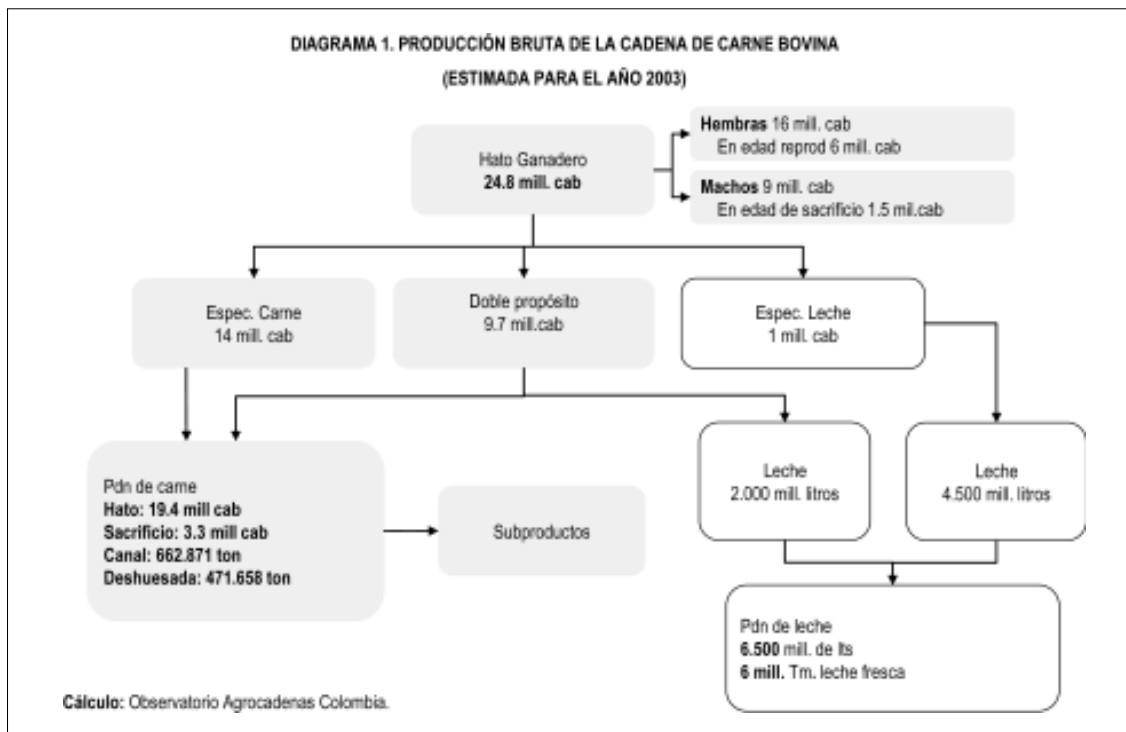 DIAGRAMA 1. PRODUCCIÓN BRUTA DE LA CADENA DE CARNE BOVINA
(ESTIMADA PARA EL AÑO 2003)
Hato Ganadero
24.8 mill. cab
Hembras 16 mill. cab
En edad reprod 6 mill. cab
Machos 9 mill. cab
En edad de sacrificio 1.5 mil.cab
Espec. Carne
14 mill. cab
Doble propósito
9.7 mill.cab
Espec. Leche
1 mill. cab
Pdn de carne
Hato: 19.4 mill cab
Sacrificio: 3.3 mill cab
Canal: 662.871 ton
Deshuesada: 471.658 ton
Subproductos
Leche
2.000 mill. litros
Leche
4.500 mill. litros
Pdn de leche
6.500 mill. de lts
6 mill. Tm. leche fresca
Cálculo: Observatorio Agrocadenas Colombia.